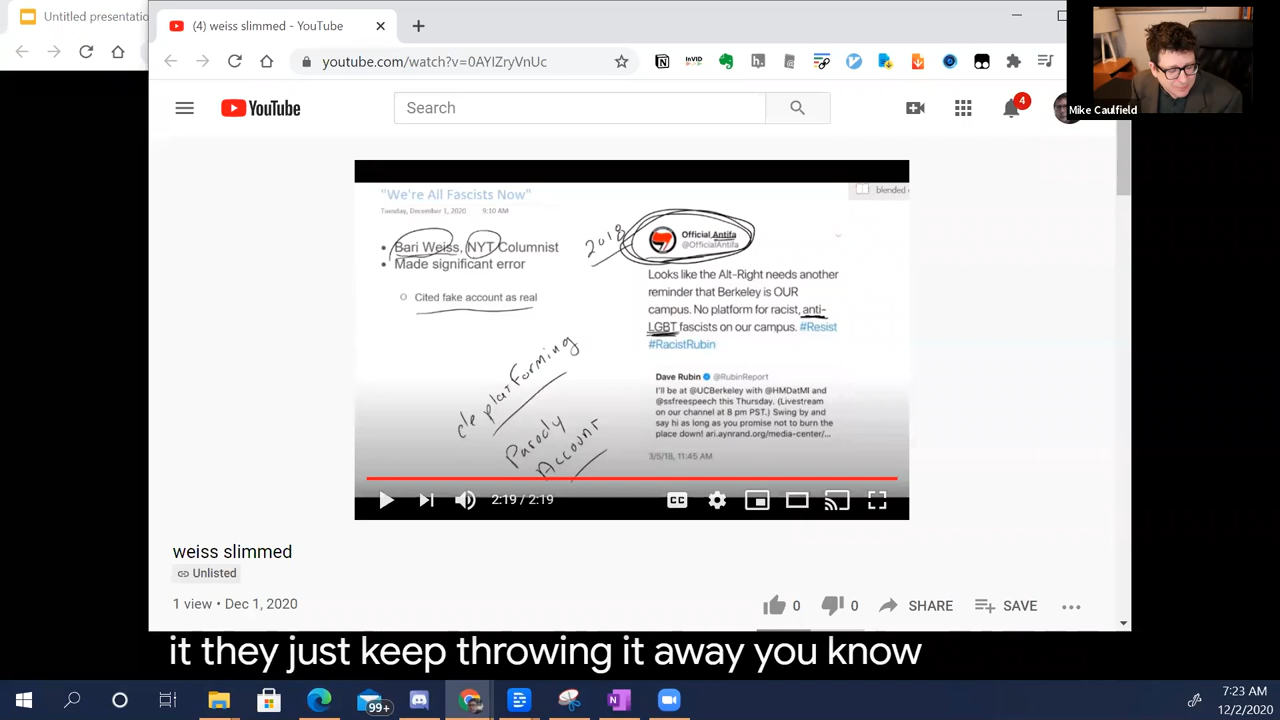 Untitled presentatio
(4) weiss slimmed - YouTube
youtube.com/watch?v=0AYIZryVnUc
InVID
Mike Caulfield
YouTube
Search
4
"We're All Fascists Now"
Tuesday, December 1, 2020 9:10 AM
blended
• Bari Weiss, NYT Columnist
• Made significant error
o Cited fake account as real
2018
Official Antifa
@OfficialAntifa
Looks like the Alt-Right needs another
reminder that Berkeley is OUR
campus. No platform for racist, anti-
LGBT fascists on our campus. #Resist
#RacistRubin
deplatforming
Parody
Account
Dave Rubin @RubinReport
I'll be at @UCBerkeley with @HMDatMI and
@ssfreespeech this Thursday. (Livestream
on our channel at 8 pm PST.) Swing by and
say hi as long as you promise not to burn the
place down! ari.aynrand.org/media-center/...
3/5/18, 11:45 AM
2:19 / 2:19
CC
weiss slimmed
Unlisted
1 view • Dec 1, 2020
0
0
SHARE
SAVE
it they just keep throwing it away you know
99+
7:23 AM
12/2/2020